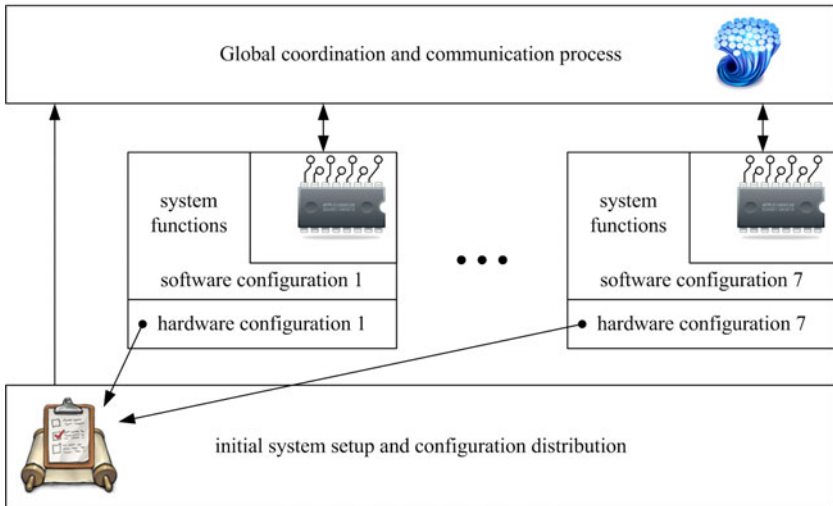 Global coordination and communication process
system
functions
software configuration 1
hardware configuration 1
system
functions
software configuration 7
hardware configuration 7
initial system setup and configuration distribution